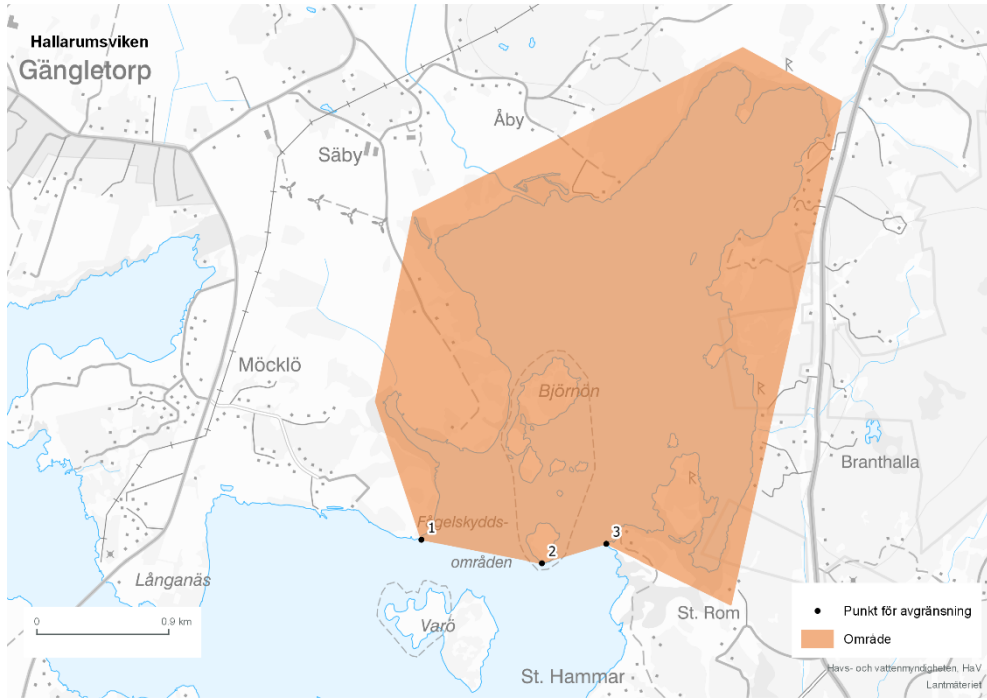 Hallarumsviken
Gängletorp
Åby
Säby
Möcklö
Björnön
Branthalla
1
Fågelskydds-
områden
2
3
Långanäs
Varö
St. Rom
St. Hammar
R
R
R
R
0
0.9 km
Punkt för avgränsning
Område
Havs- och vattenmyndigheten, HaV
Lantmäteriet